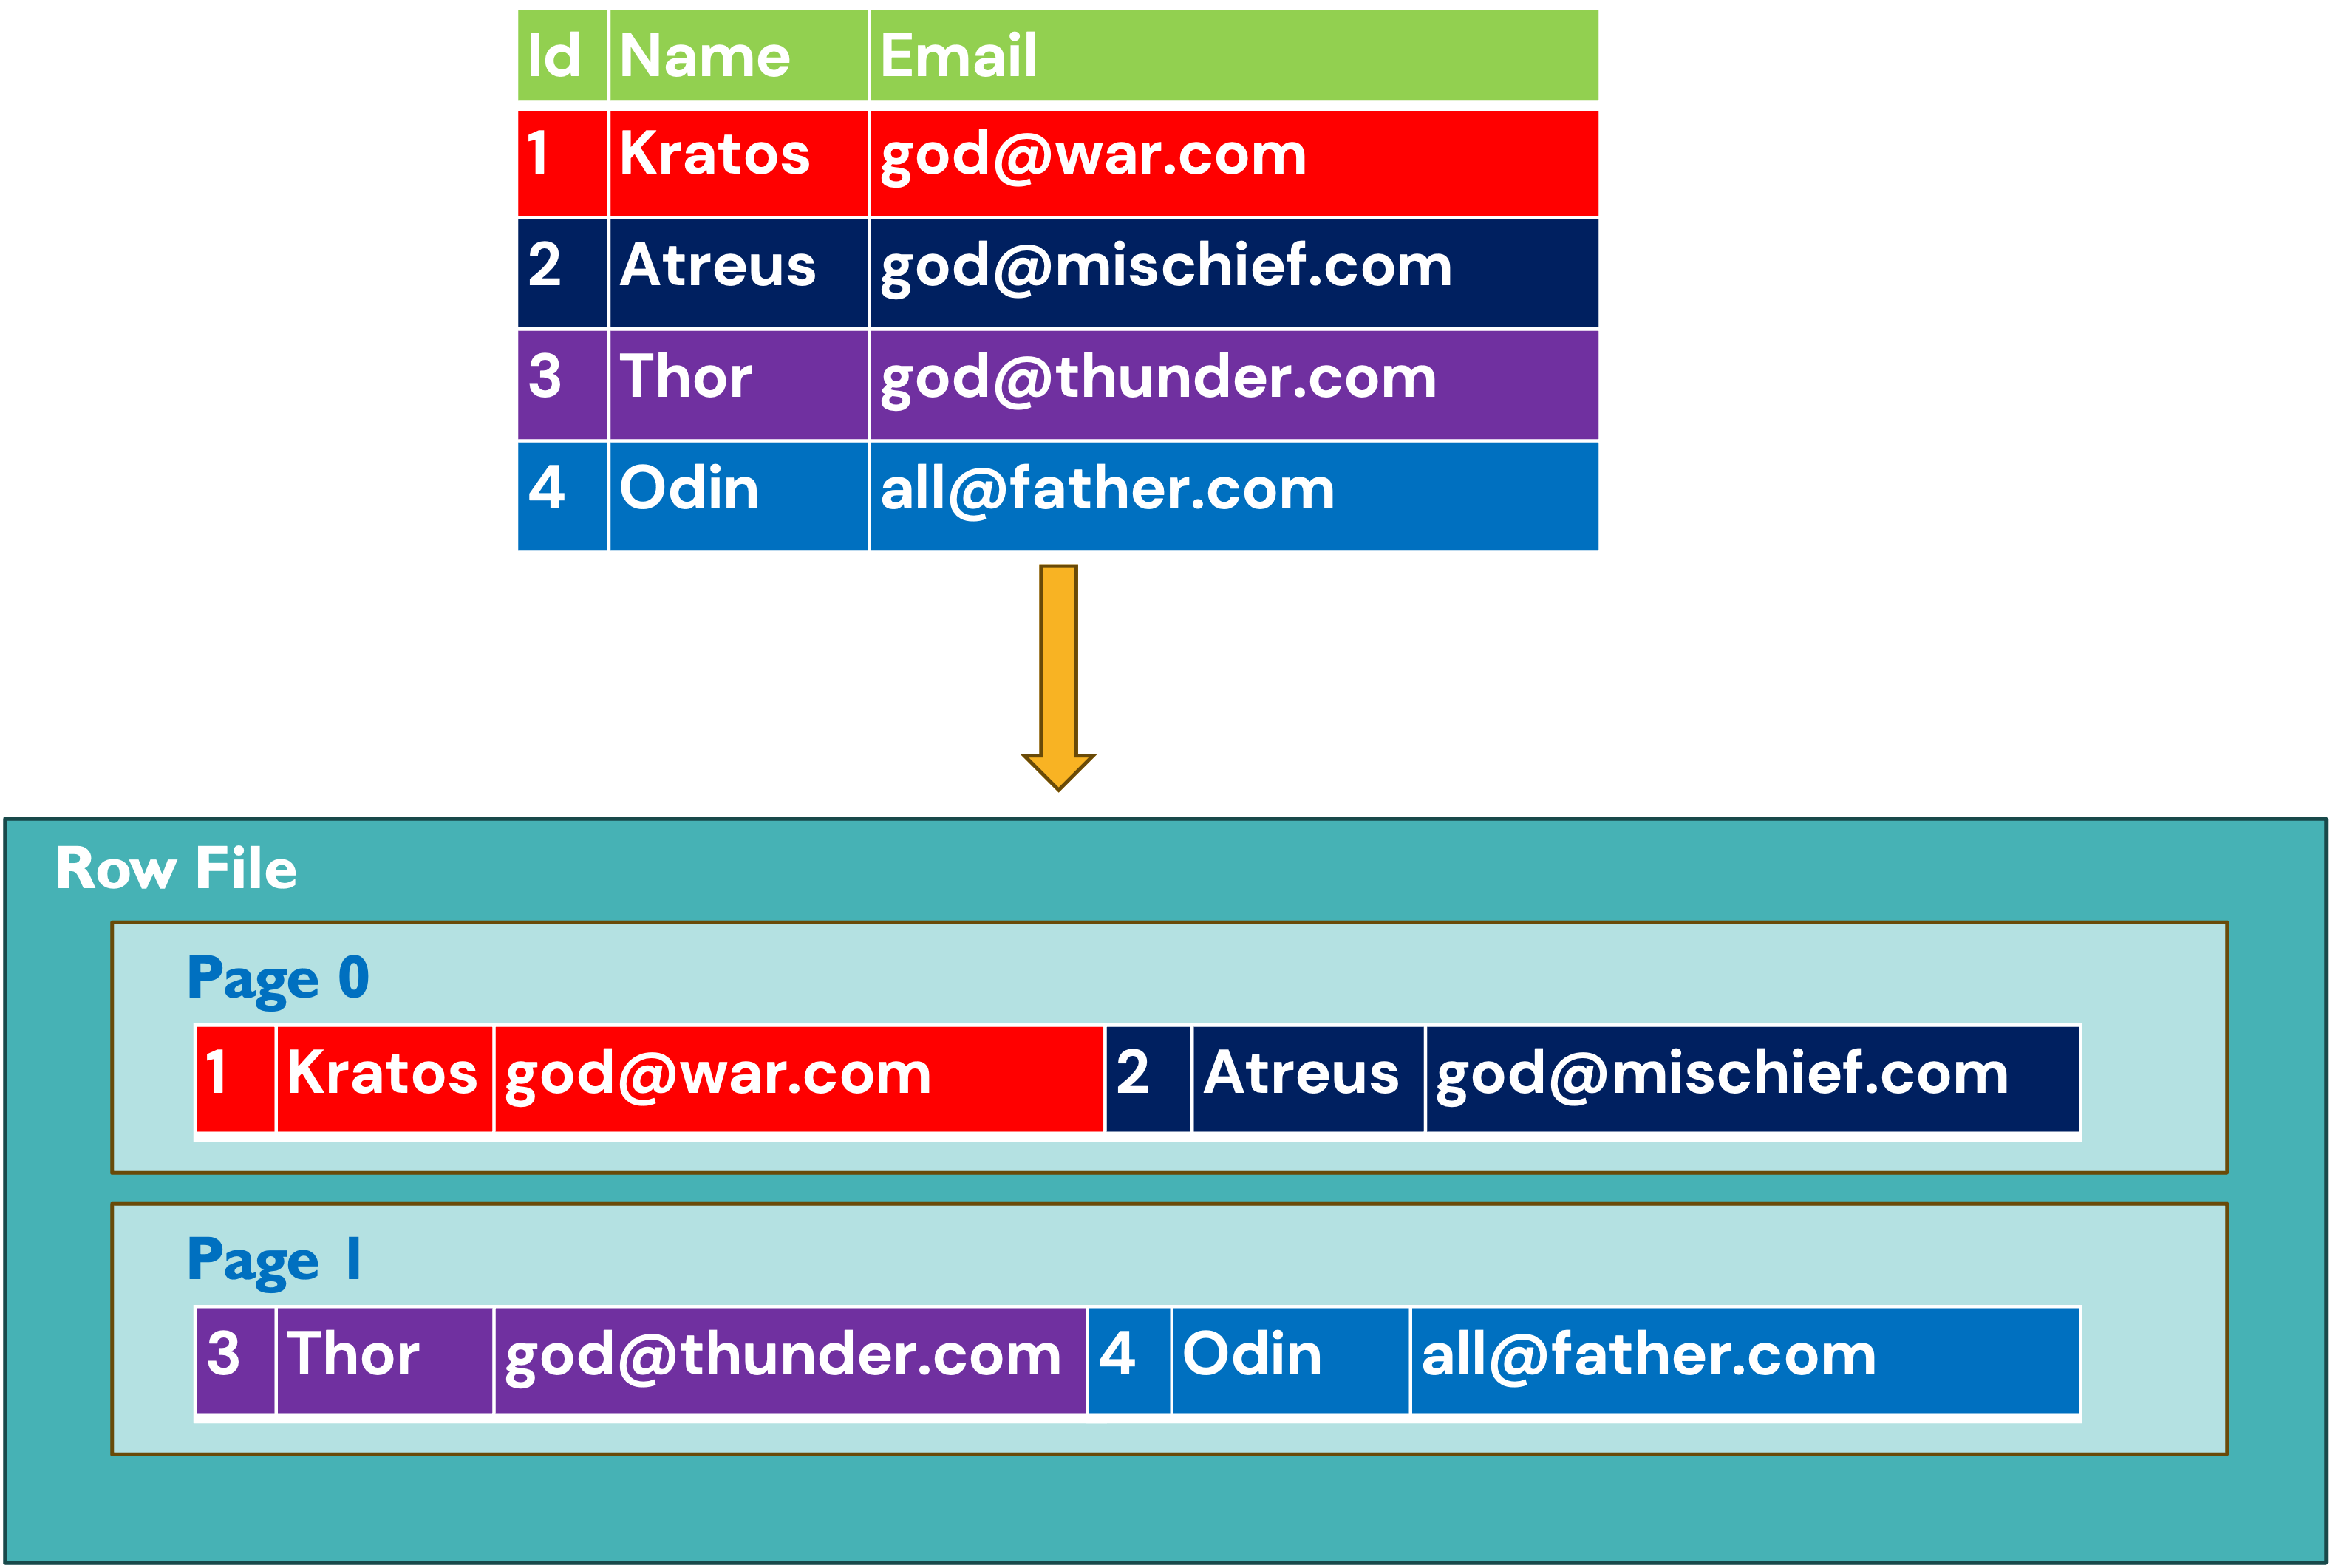 Id Name Email
1 Kratos god@war.com
2 Atreus god@mischief.com
3 Thor god@thunder.com
4 Odin all@father.com
Row File
Page 0
1 Kratos god@war.com 2 Atreus god@mischief.com
Page 1
3 Thor god@thunder.com 4 Odin all@father.com